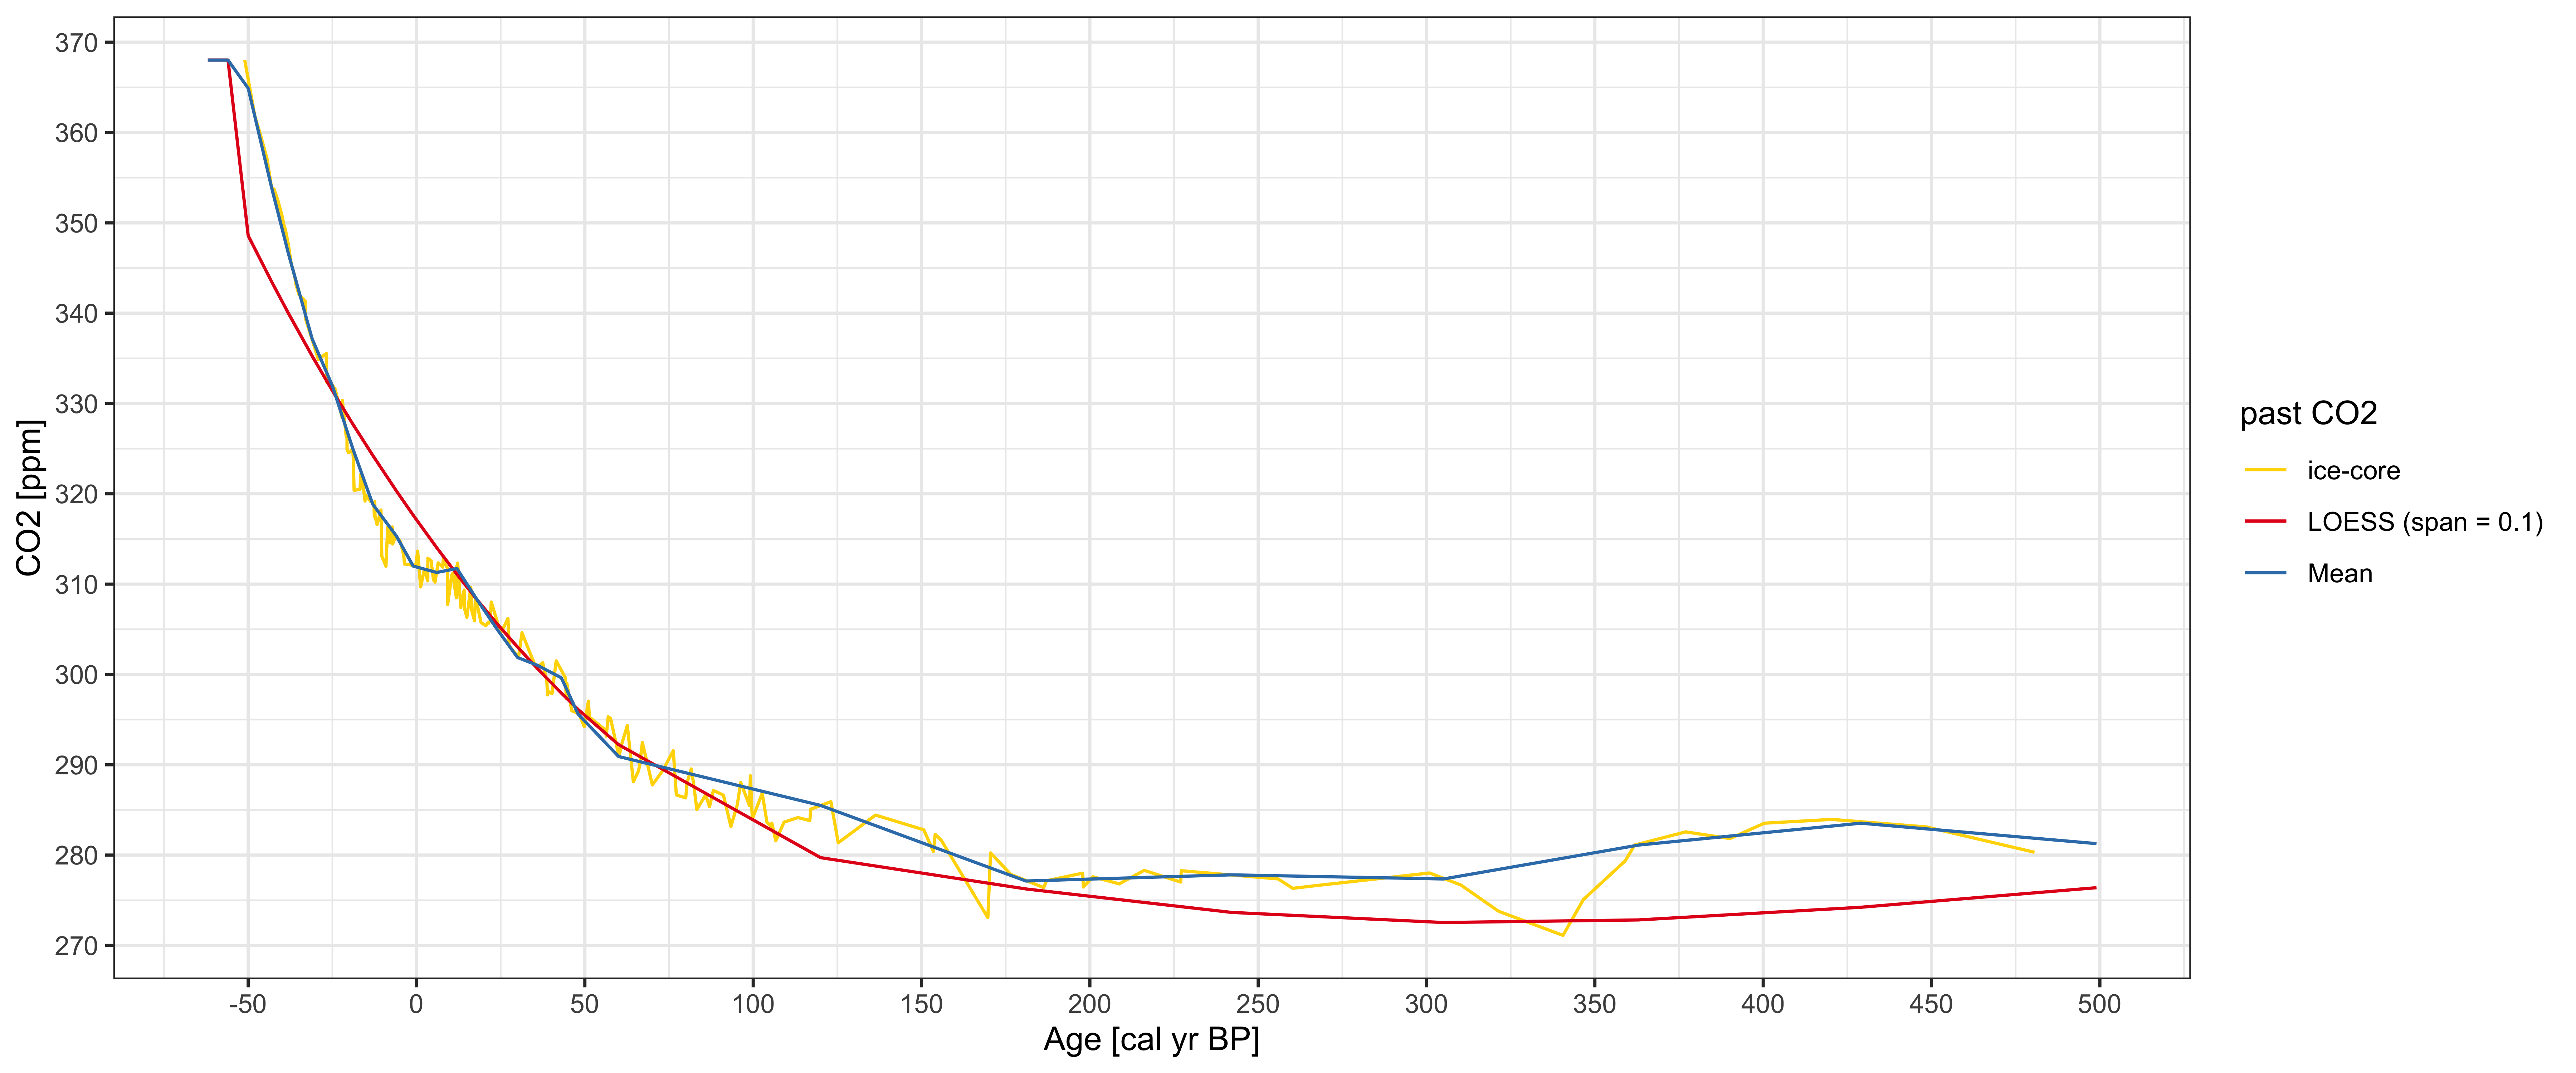 370
360
350
340
330
320
310
300
290
280
270
CO2 [ppm]
-50 0 50 100 150 200 250 300 350 400 450 500
Age [cal yr BP]
past CO2
ice-core
LOESS (span = 0.1)
Mean